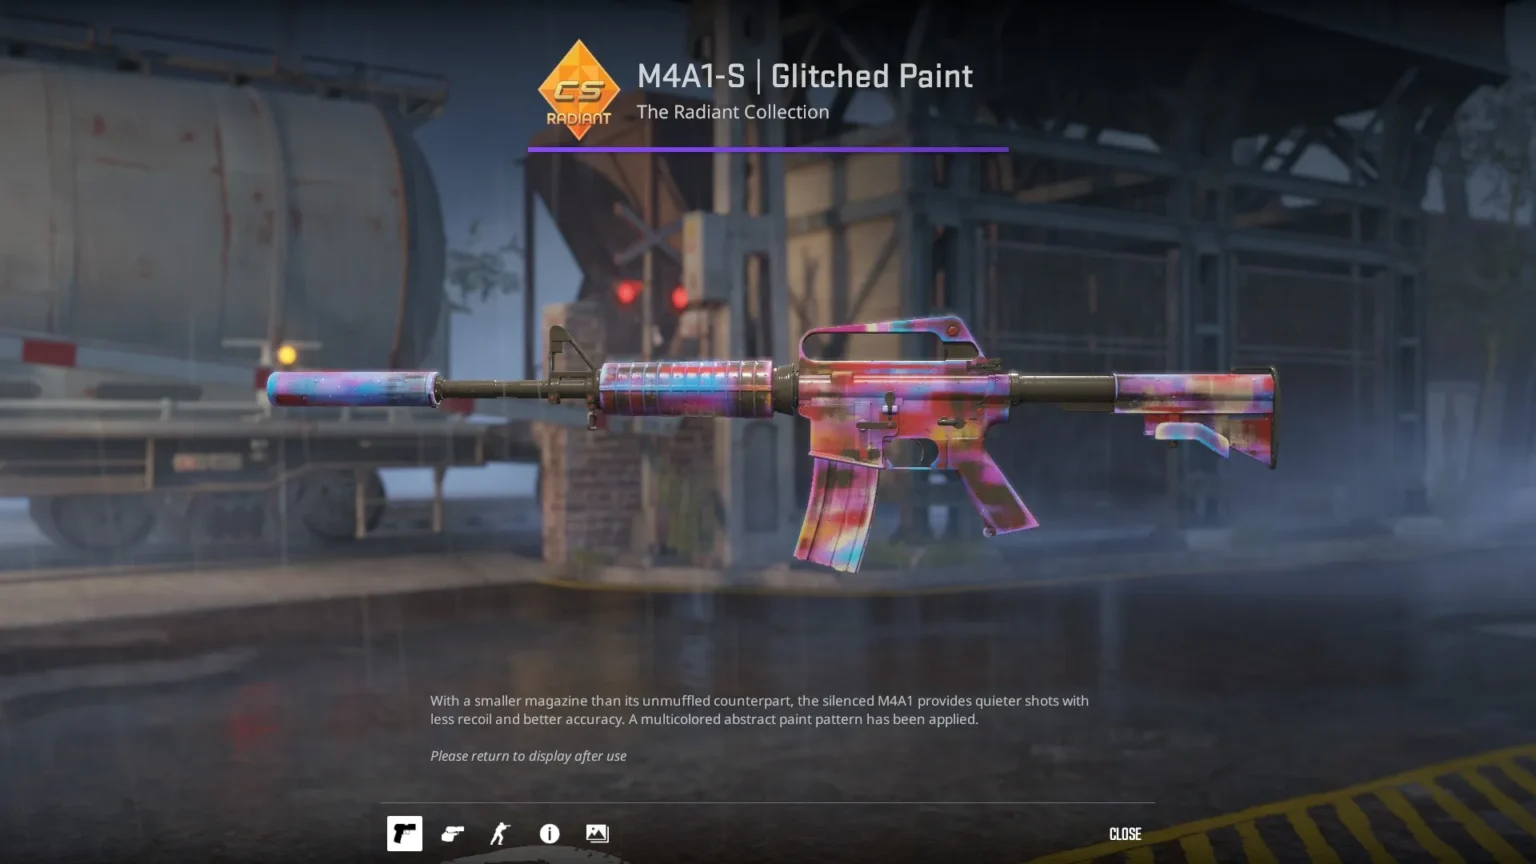 M4A1-S | Glitched Paint
The Radiant Collection
CS
RADIANT
With a smaller magazine than its unmuffled counterpart, the silenced M4A1 provides quieter shots with
less recoil and better accuracy. A multicolored abstract paint pattern has been applied.
Please return to display after use
CLOSE